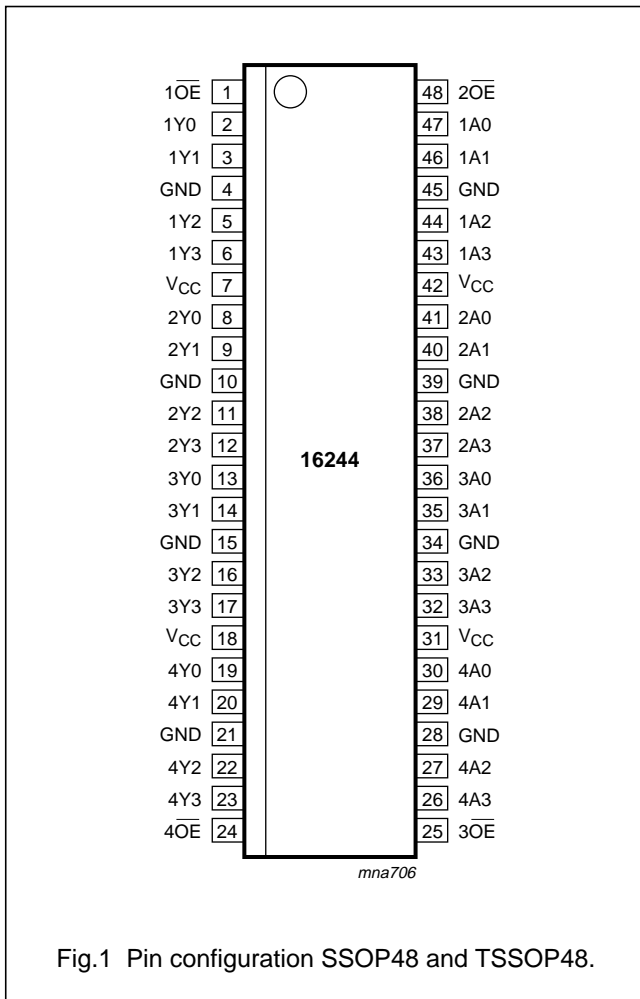 1O̅E̅ 1 48 2O̅E̅
1Y0 2 47 1A0
1Y1 3 46 1A1
GND 4 45 GND
1Y2 5 44 1A2
1Y3 6 43 1A3
VCC 7 42 VCC
2Y0 8 41 2A0
2Y1 9 40 2A1
GND 10 39 GND
2Y2 11 38 2A2
2Y3 12 37 2A3
16244
3Y0 13 36 3A0
3Y1 14 35 3A1
GND 15 34 GND
3Y2 16 33 3A2
3Y3 17 32 3A3
VCC 18 31 VCC
4Y0 19 30 4A0
4Y1 20 29 4A1
GND 21 28 GND
4Y2 22 27 4A2
4Y3 23 26 4A3
4O̅E̅ 24 25 3O̅E̅
mna706
Fig.1 Pin configuration SSOP48 and TSSOP48.